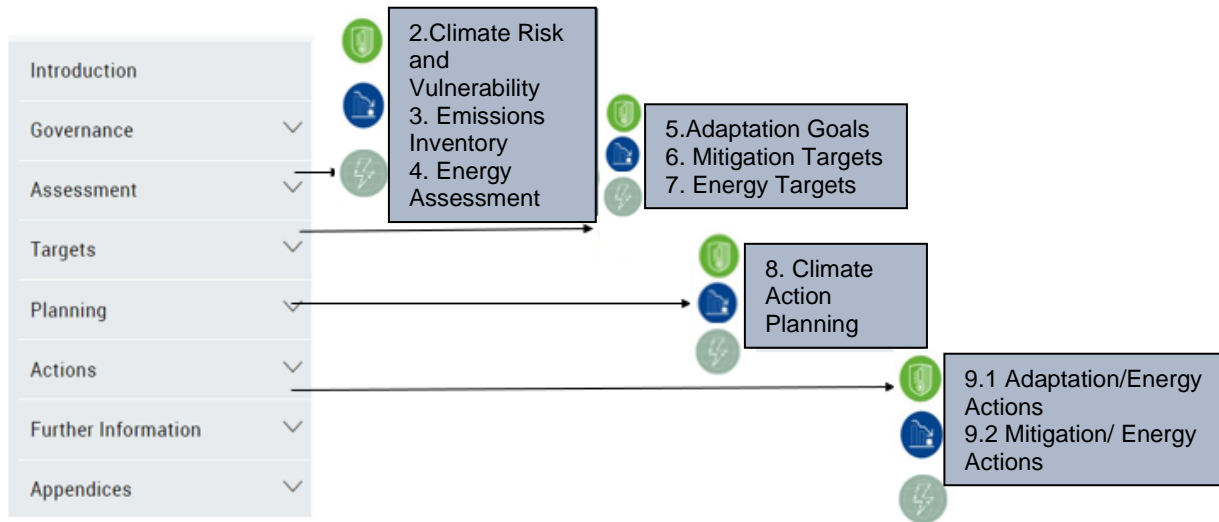 Introduction
Governance
Assessment
Targets
Planning
Actions
Further Information
Appendices
2.Climate Risk
and
Vulnerability
3. Emissions
Inventory
4. Energy
Assessment
5.Adaptation Goals
6. Mitigation Targets
7. Energy Targets
8. Climate
Action
Planning
9.1 Adaptation/Energy
Actions
9.2 Mitigation/ Energy
Actions